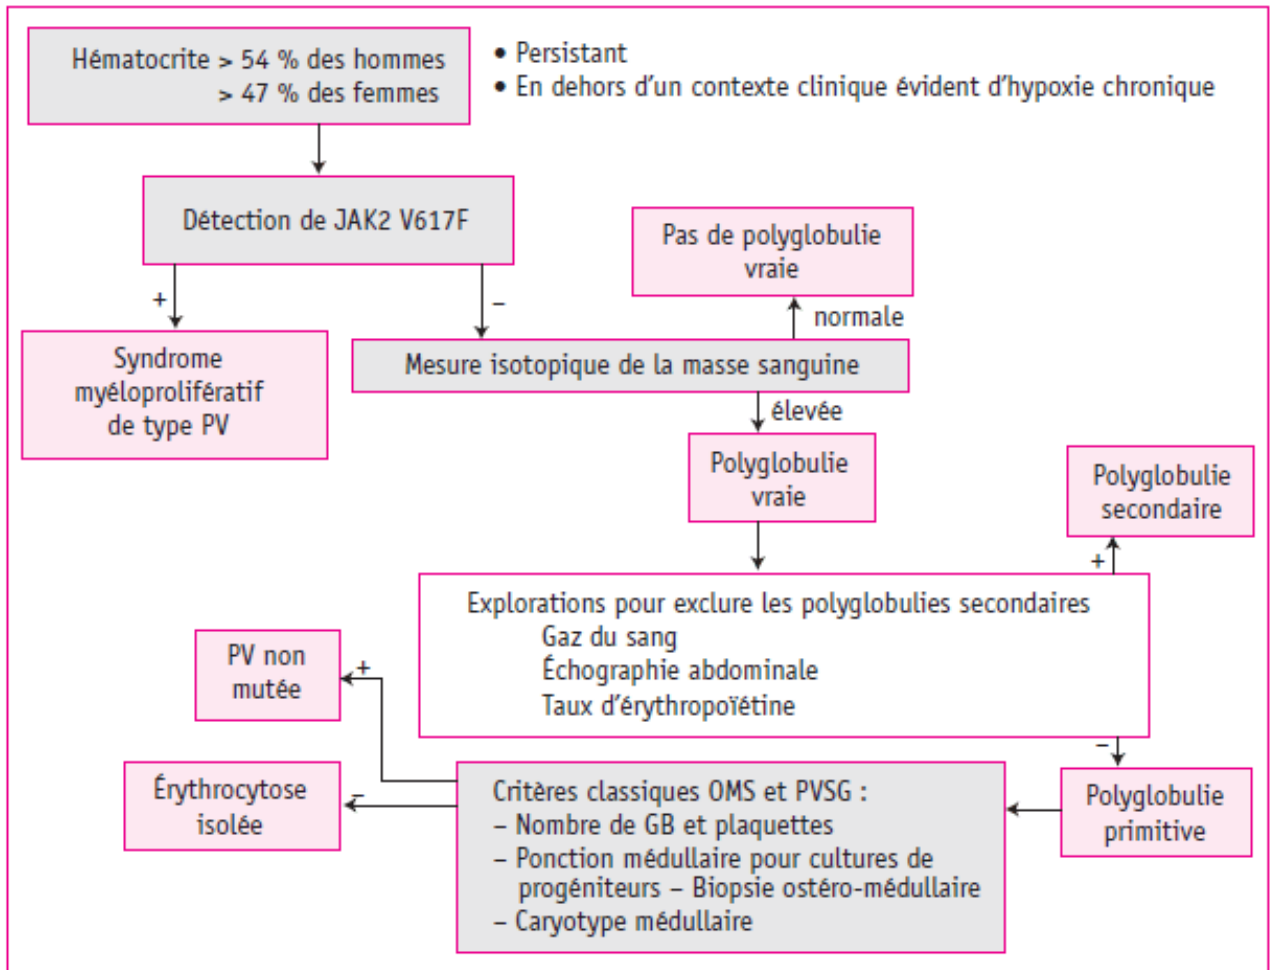 Hématocrite > 54 % des hommes
> 47 % des femmes
• Persistant
• En dehors d'un contexte clinique évident d'hypoxie chronique
Détection de JAK2 V617F
+
–
Pas de polyglobulie
vraie
normale
Syndrome
myéloprolifératif
de type PV
Mesure isotopique de la masse sanguine
élevée
Polyglobulie
vraie
Polyglobulie
secondaire
+
Explorations pour exclure les polyglobulies secondaires
Gaz du sang
Échographie abdominale
Taux d'érythropoïétine
–
PV non
mutée
+
Érythrocytose
isolée
–
Critères classiques OMS et PVSG :
– Nombre de GB et plaquettes
– Ponction médullaire pour cultures de
progéniteurs – Biopsie ostéro-médullaire
– Caryotype médullaire
Polyglobulie
primitive